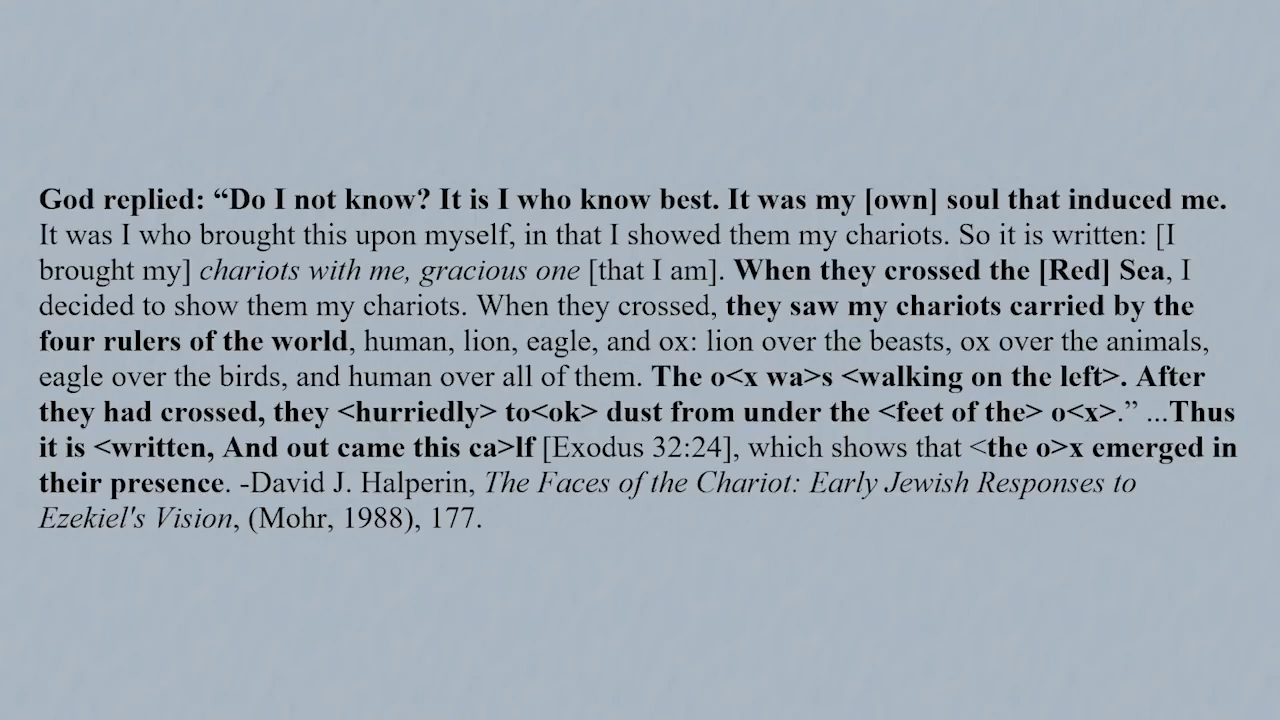 God replied: “Do I not know? It is I who know best. It was my [own] soul that induced me.
It was I who brought this upon myself, in that I showed them my chariots. So it is written: [I
brought my] chariots with me, gracious one [that I am]. When they crossed the [Red] Sea, I
decided to show them my chariots. When they crossed, they saw my chariots carried by the
four rulers of the world, human, lion, eagle, and ox: lion over the beasts, ox over the animals,
eagle over the birds, and human over all of them. The o<x wa>s <walking on the left>. After
they had crossed, they <hurriedly> to<ok> dust from under the <feet of the> o<x>.” ...Thus
it is <written, And out came this ca>lf [Exodus 32:24], which shows that <the o>x emerged in
their presence. -David J. Halperin, The Faces of the Chariot: Early Jewish Responses to
Ezekiel's Vision, (Mohr, 1988), 177.